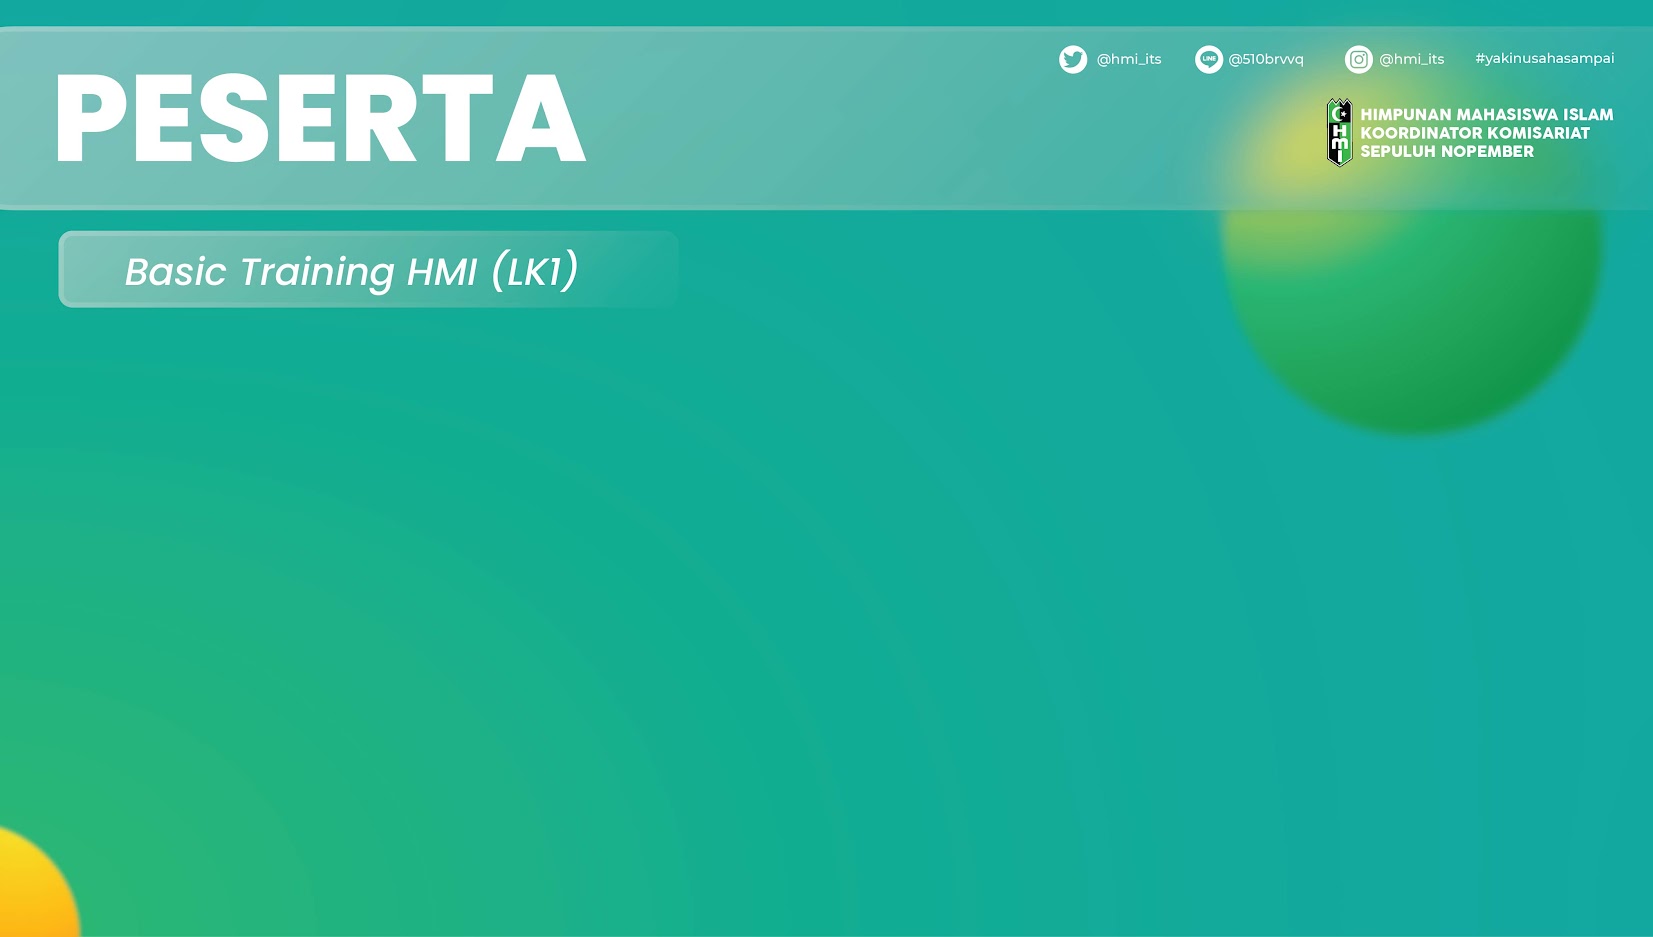 PESERTA
@hmi_its @510brvvq @hmi_its #yakinusahasampai
HIMPUNAN MAHASISWA ISLAM
KOORDINATOR KOMISARIAT
SEPULUH NOPEMBER
Basic Training HMI (LK1)